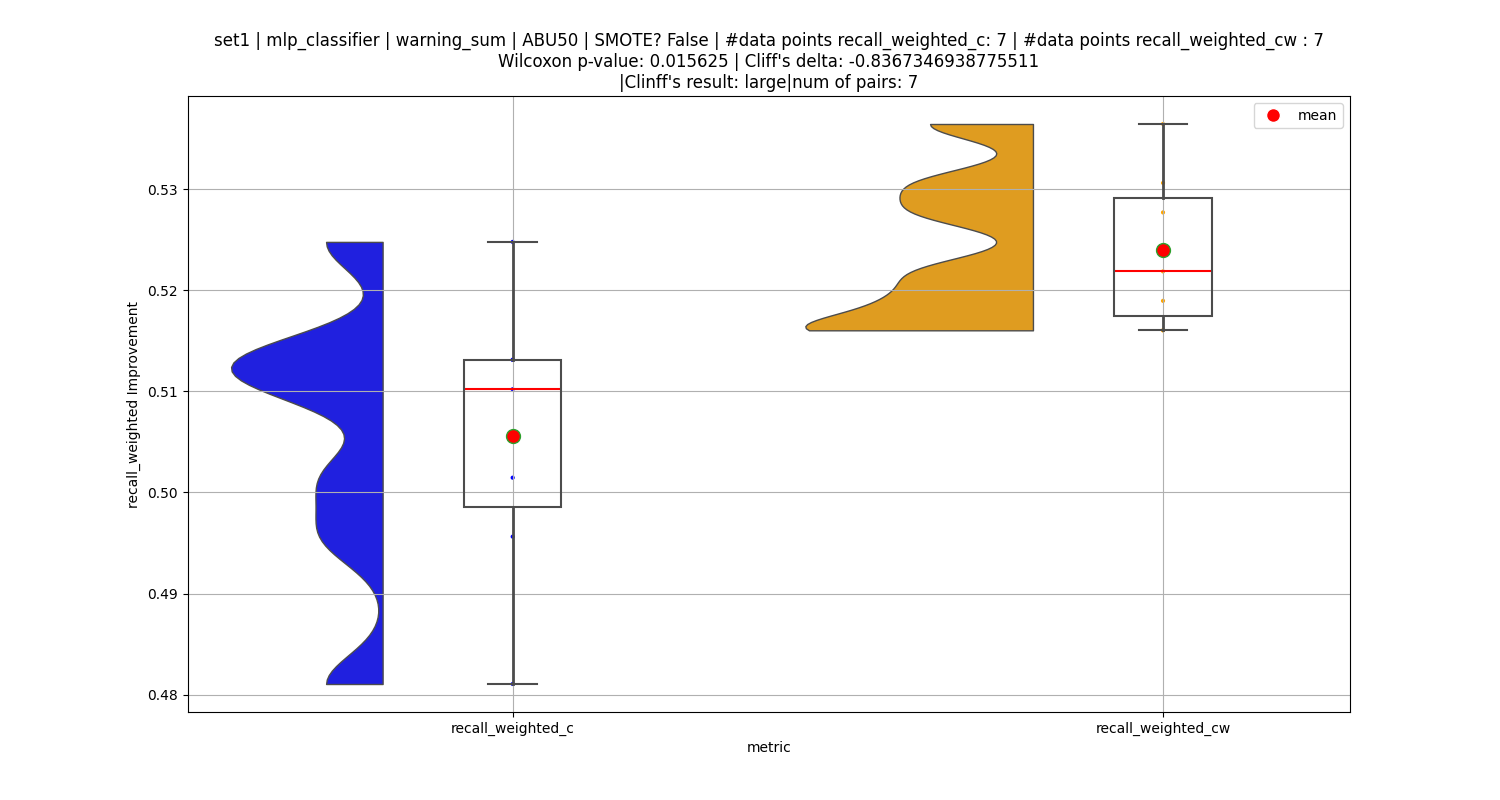 set1 | mlp_classifier | warning_sum | ABU50 | SMOTE? False | #data points recall_weighted_c: 7 | #data points recall_weighted_cw : 7
Wilcoxon p-value: 0.015625 | Cliff's delta: -0.8367346938775511
|Clinff's result: large|num of pairs: 7
mean
0.53
0.52
0.51
0.50
0.49
0.48
recall_weighted Improvement
recall_weighted_c
recall_weighted_cw
metric